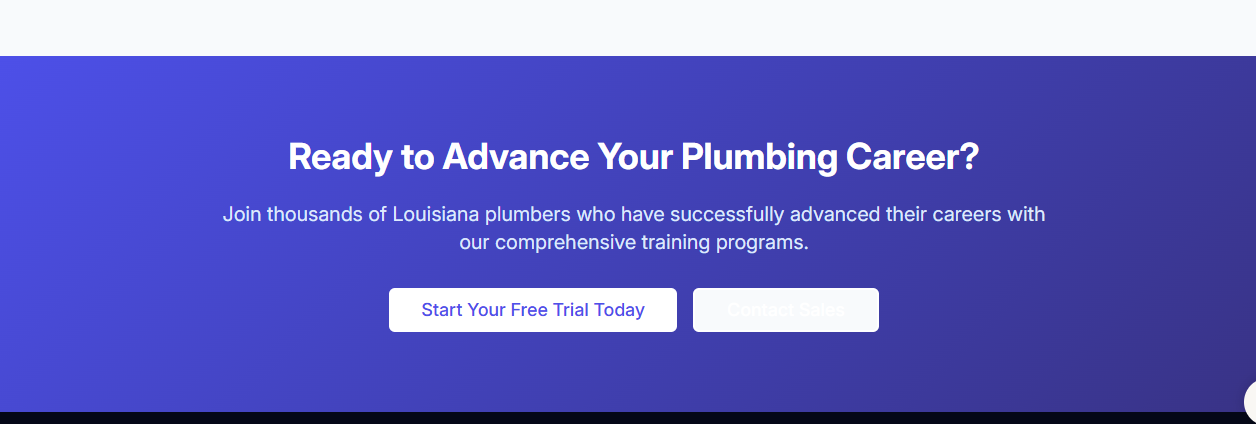 Ready to Advance Your Plumbing Career?
Join thousands of Louisiana plumbers who have successfully advanced their careers with
our comprehensive training programs.
Start Your Free Trial Today
Contact Sales